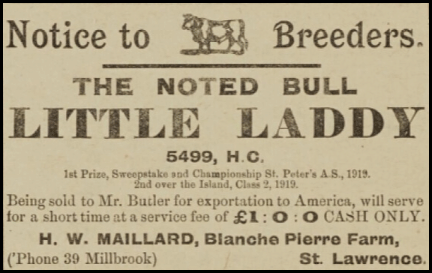 Notice to Breeders.
THE NOTED BULL
LITTLE LADDY
5499, H.C.
1st Prize, Sweepstake and Championship St. Peter's A.S., 1919.
2nd over the Island, Class 2, 1919.
Being sold to Mr. Butler for exportation to America, will serve
for a short time at a service fee of £1:0:0 CASH ONLY.
H. W. MAILLARD, Blanche Pierre Farm,
('Phone 39 Millbrook) St. Lawrence.